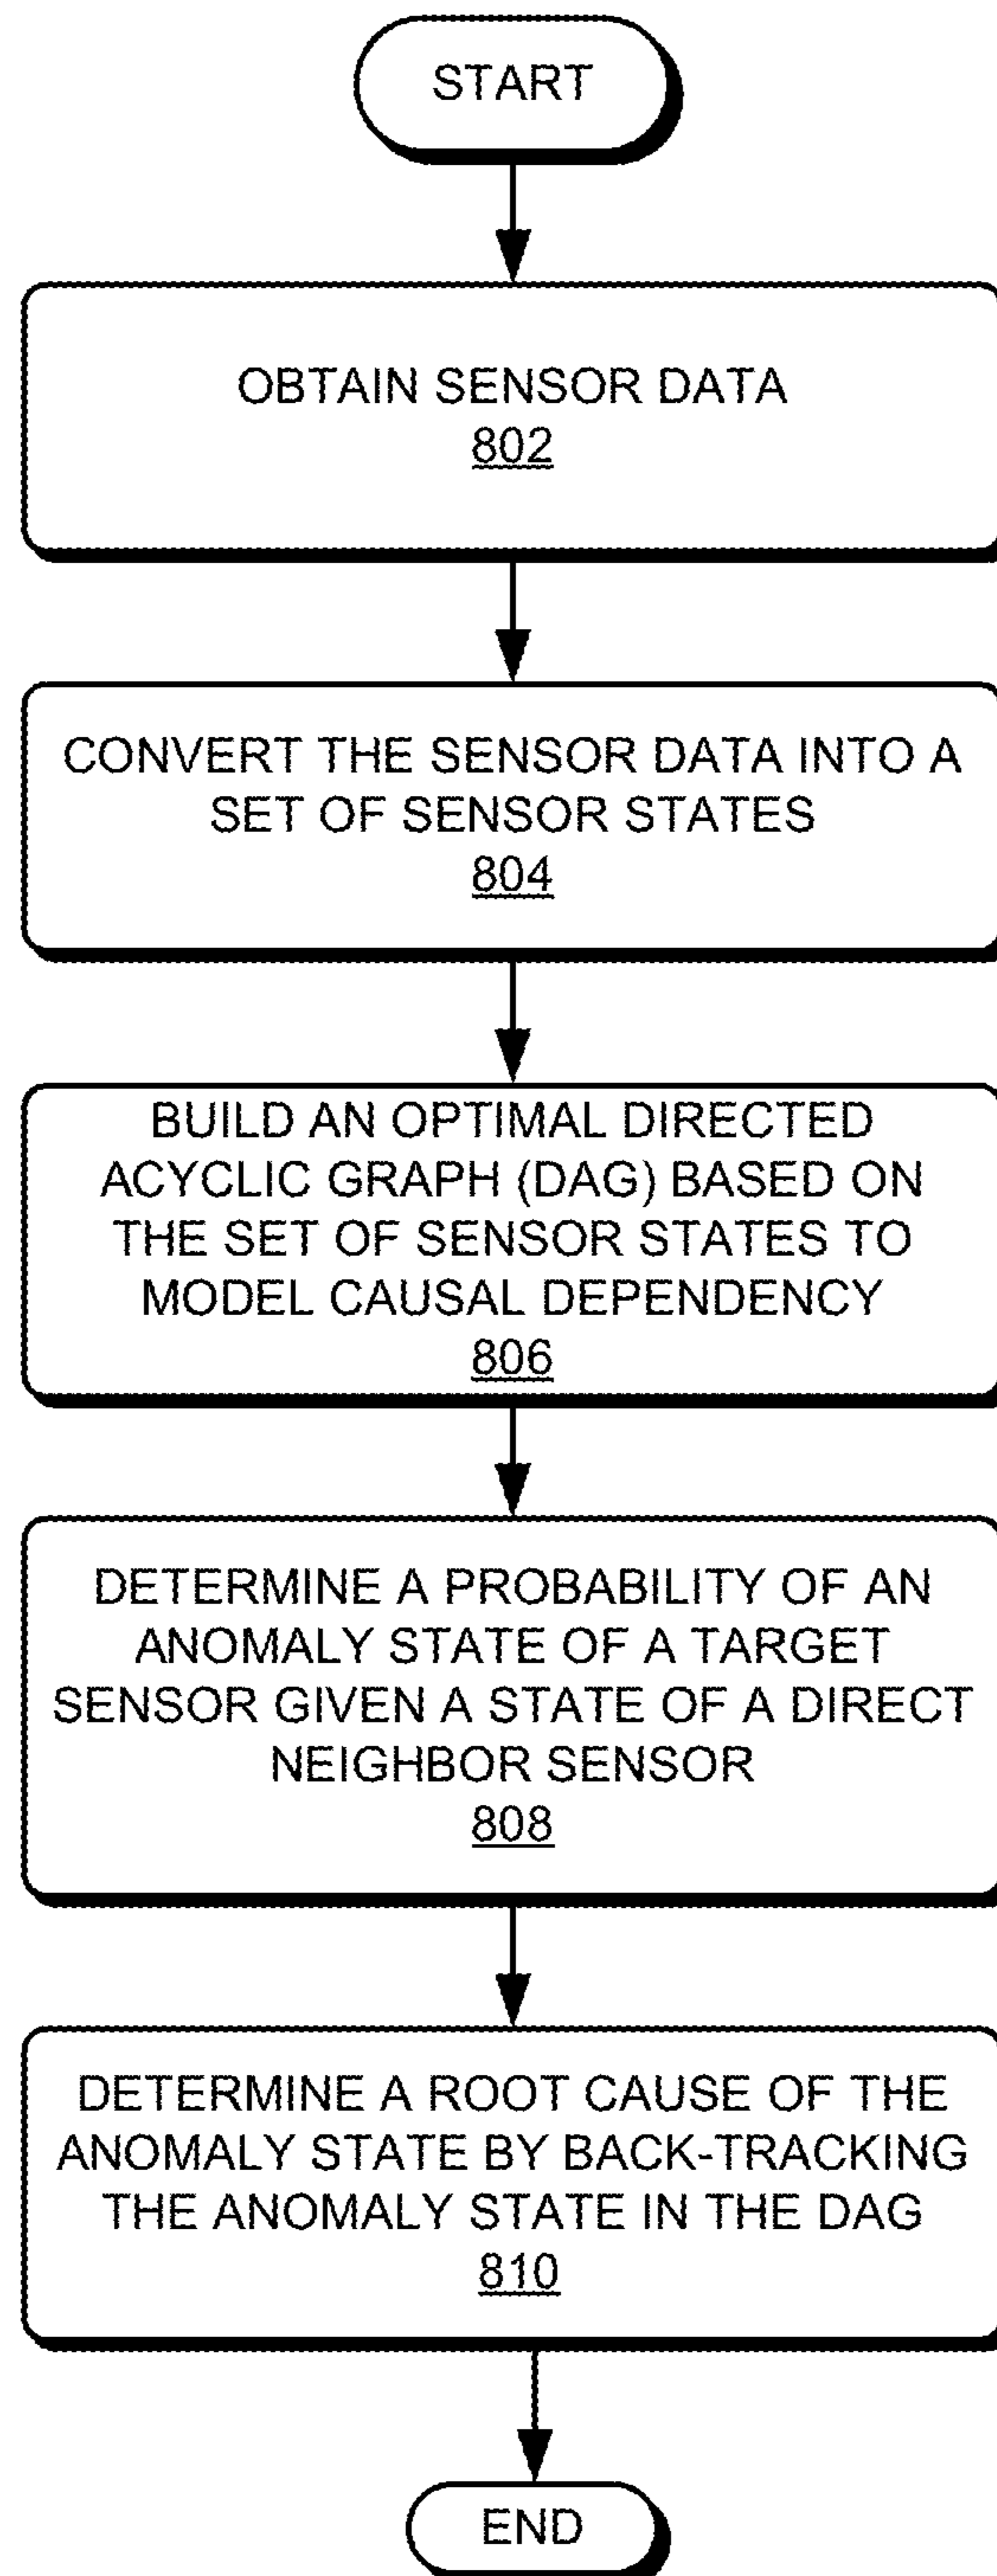 START
OBTAIN SENSOR DATA
802
CONVERT THE SENSOR DATA INTO A
SET OF SENSOR STATES
804
BUILD AN OPTIMAL DIRECTED
ACYCLIC GRAPH (DAG) BASED ON
THE SET OF SENSOR STATES TO
MODEL CAUSAL DEPENDENCY
806
DETERMINE A PROBABILITY OF AN
ANOMALY STATE OF A TARGET
SENSOR GIVEN A STATE OF A DIRECT
NEIGHBOR SENSOR
808
DETERMINE A ROOT CAUSE OF THE
ANOMALY STATE BY BACK-TRACKING
THE ANOMALY STATE IN THE DAG
810
END